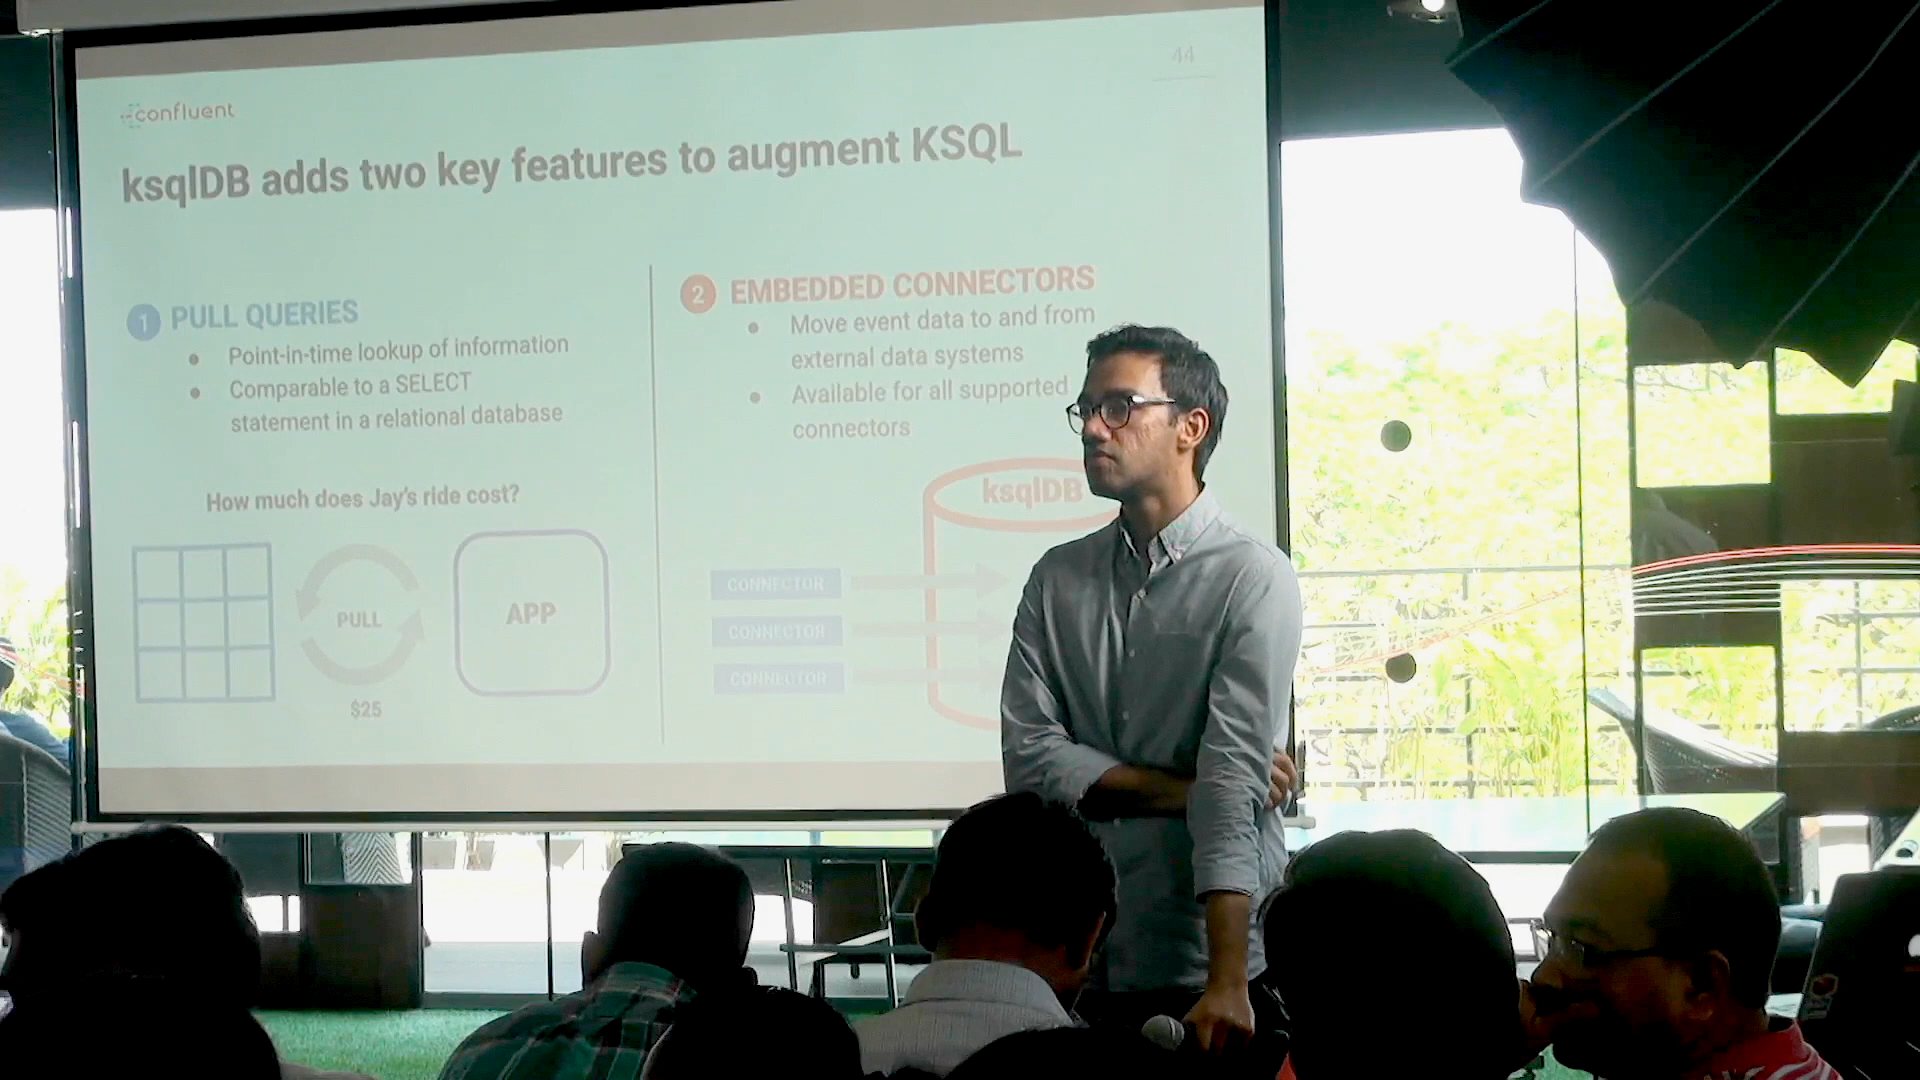 44
confluent
ksqlDB adds two key features to augment KSQL
1 PULL QUERIES
Point-in-time lookup of information
Comparable to a SELECT
statement in a relational database
How much does Jay's ride cost?
PULL
APP
$25
2 EMBEDDED CONNECTORS
Move event data to and from
external data systems
Available for all supported
connectors
ksqlDB
CONNECTOR
CONNECTOR
CONNECTOR